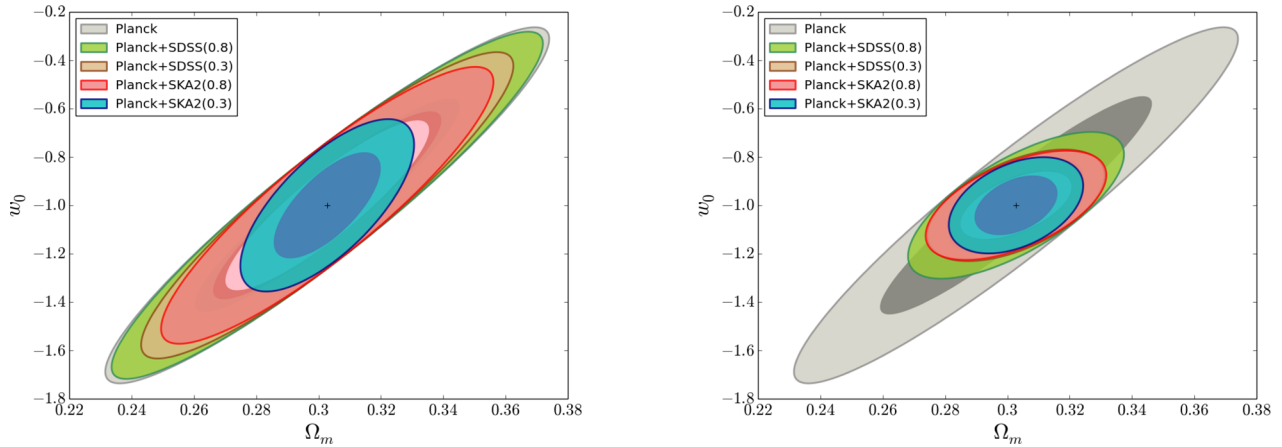 Planck
Planck+SDSS(0.8)
Planck+SDSS(0.3)
Planck+SKA2(0.8)
Planck+SKA2(0.3)
−0.2
−0.4
−0.6
−0.8
−1.0
−1.2
−1.4
−1.6
−1.8
w₀
0.22 0.24 0.26 0.28 0.3 0.32 0.34 0.36 0.38
Ωₘ
Planck
Planck+SDSS(0.8)
Planck+SDSS(0.3)
Planck+SKA2(0.8)
Planck+SKA2(0.3)
−0.2
−0.4
−0.6
−0.8
−1.0
−1.2
−1.4
−1.6
−1.8
w₀
0.22 0.24 0.26 0.28 0.3 0.32 0.34 0.36 0.38
Ωₘ